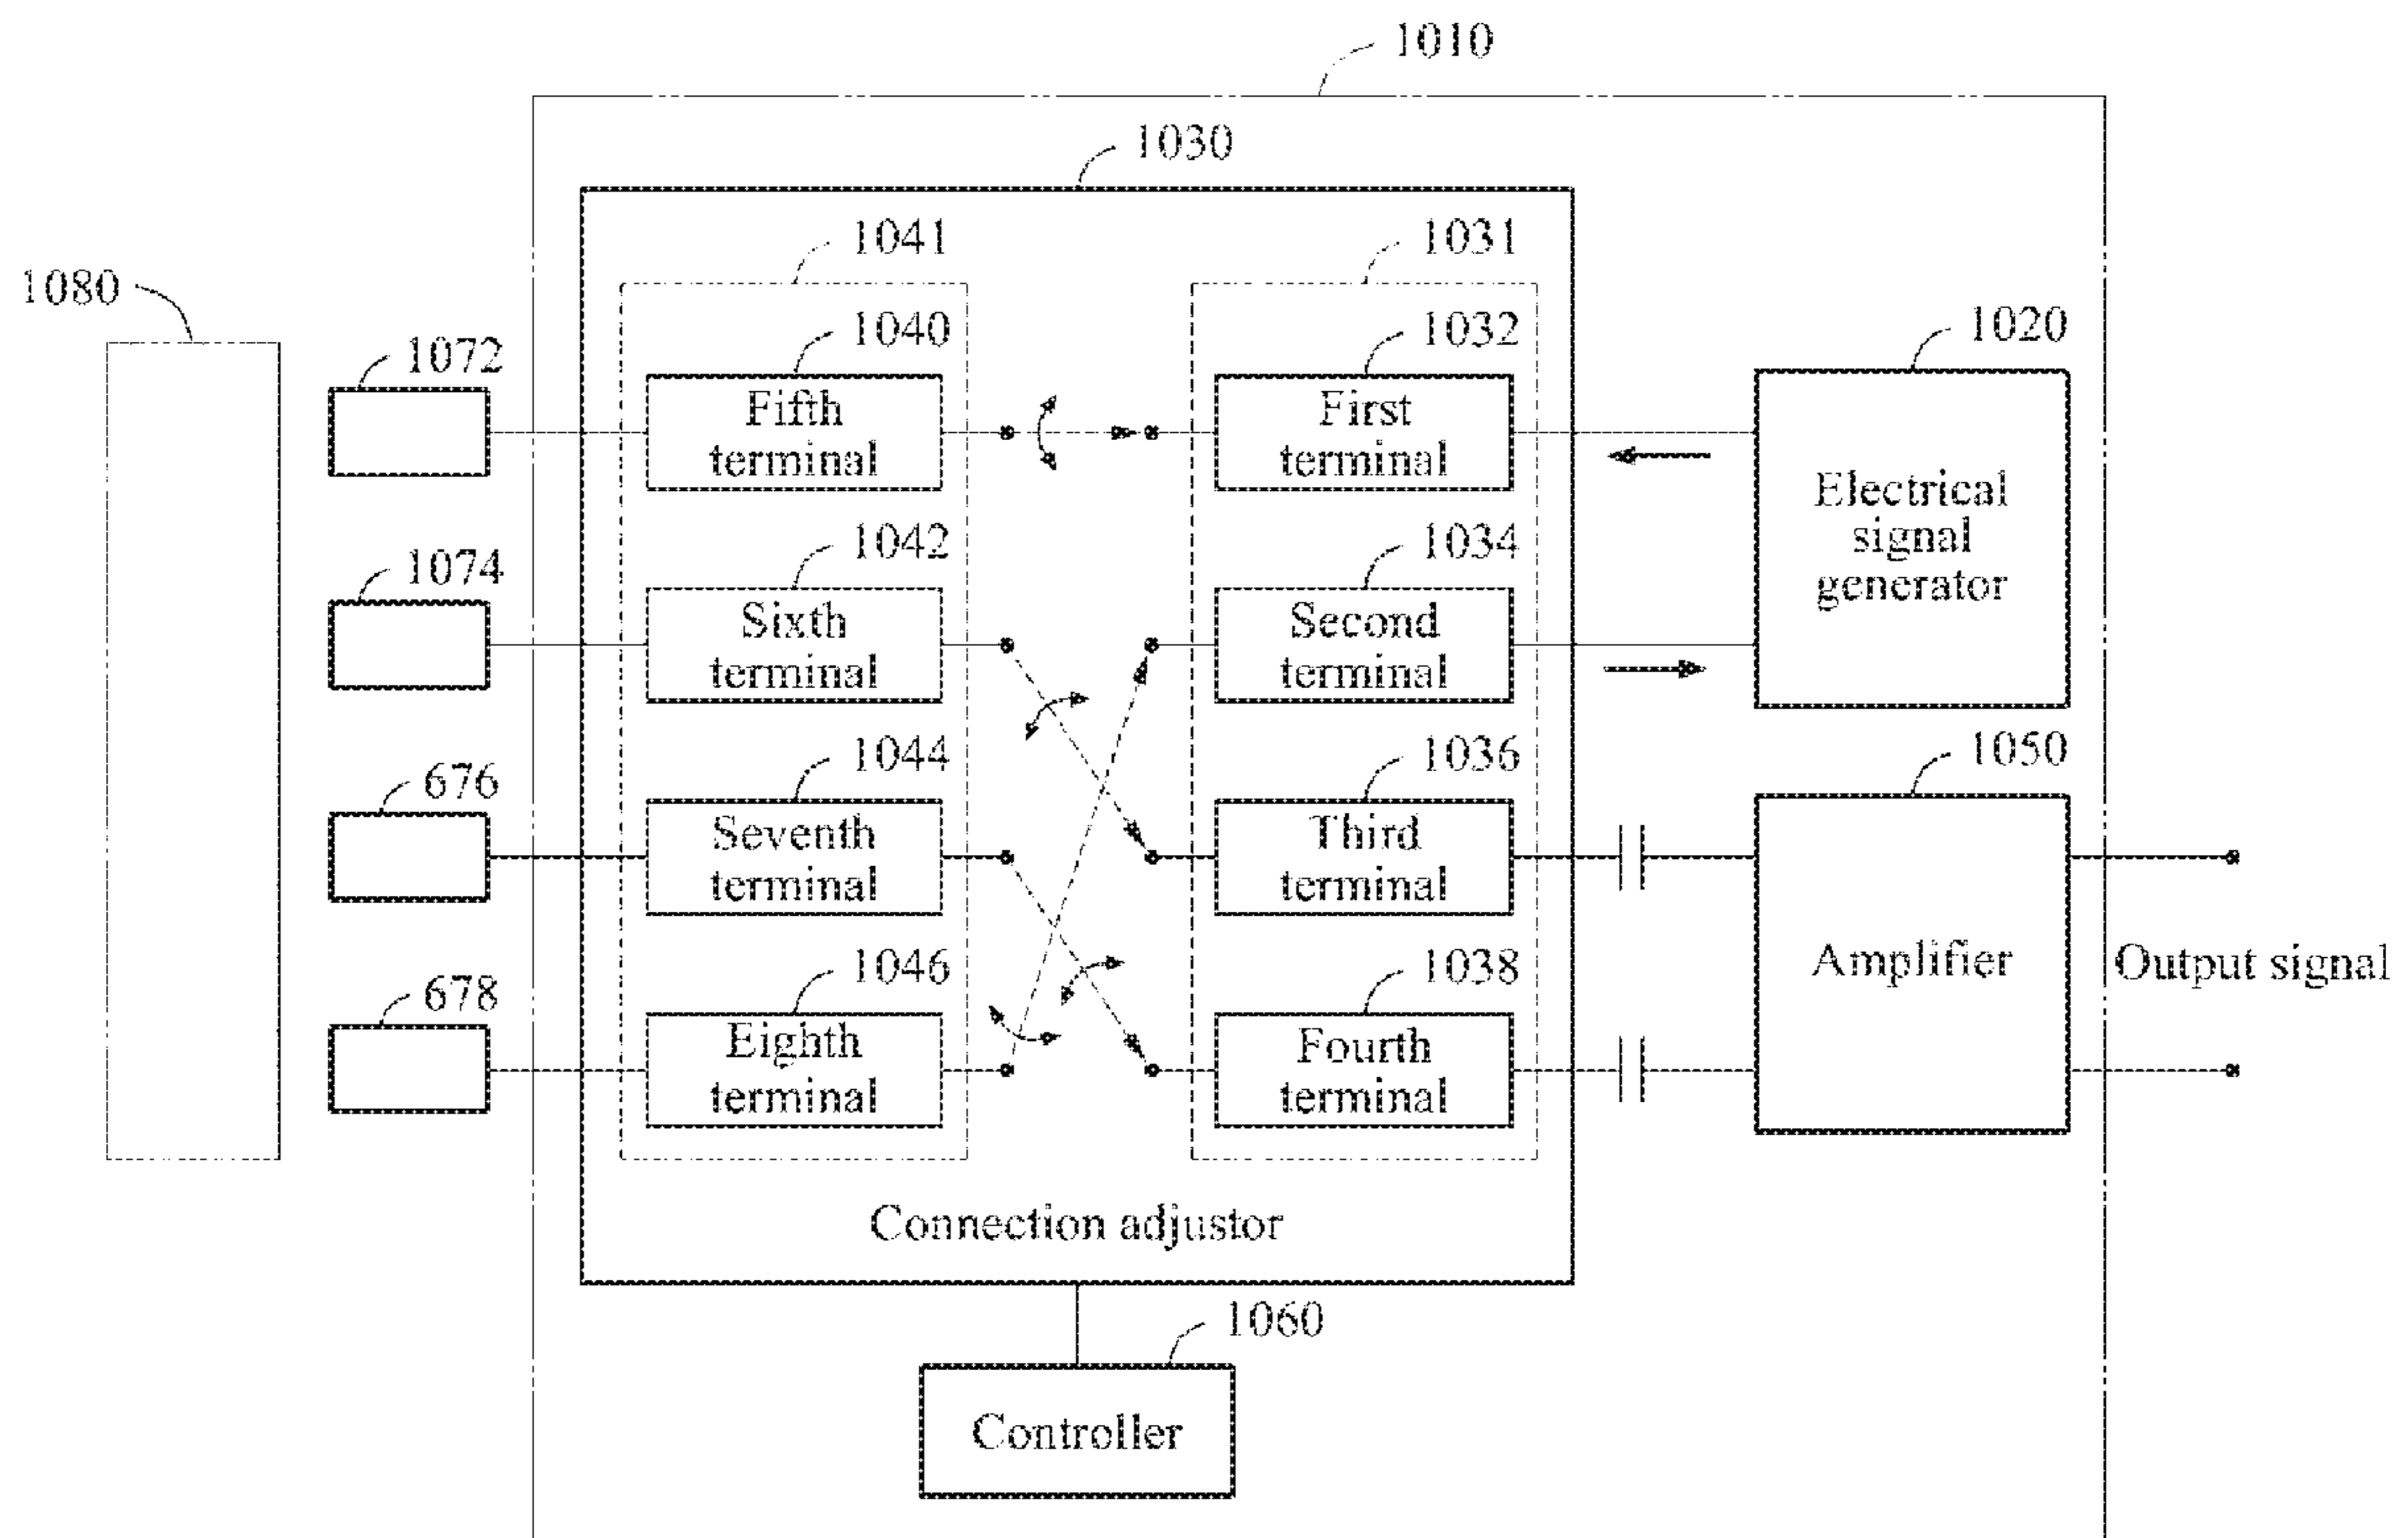 1010
1030
1041
1031
1080
1040
1032
1020
1072
Fifth
terminal
First
terminal
Electrical
signal
generator
1042
1034
1074
Sixth
terminal
Second
terminal
1044
1036
1050
676
Seventh
terminal
Third
terminal
1046
1038
Amplifier
Output signal
678
Eighth
terminal
Fourth
terminal
Connection adjustor
1060
Controller